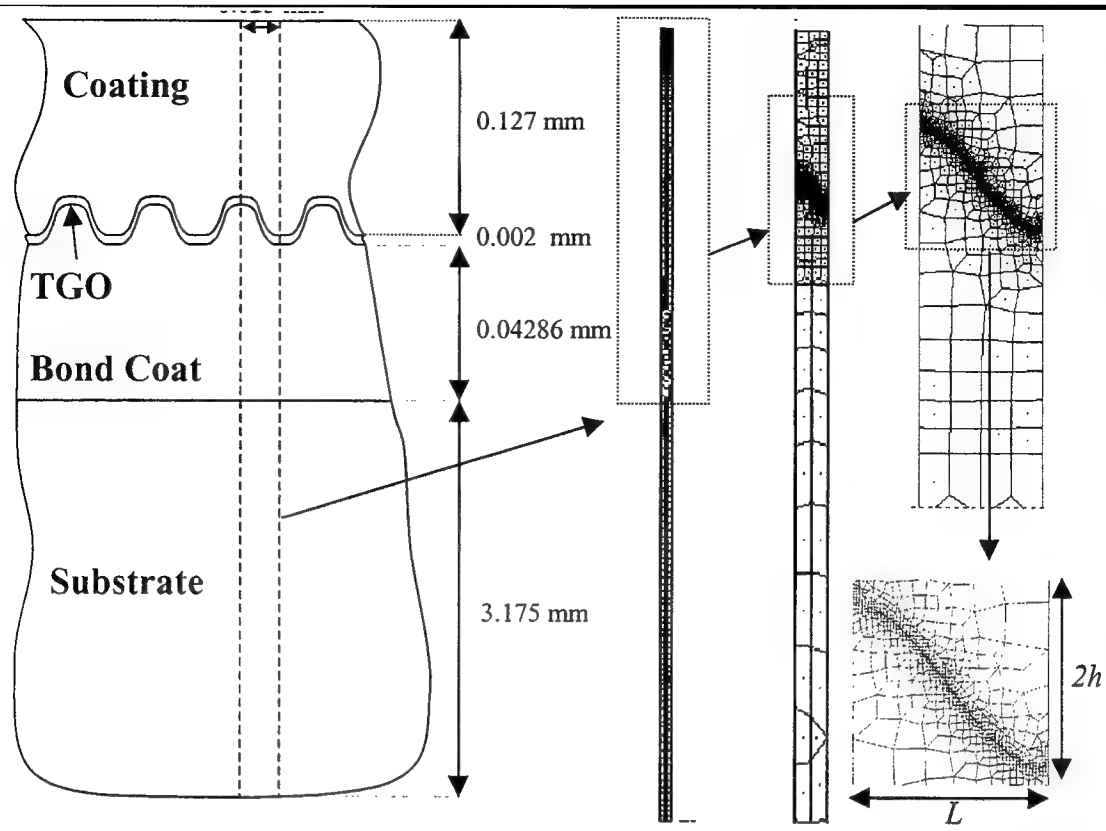 Coating
0.127 mm
0.002 mm
TGO
0.04286 mm
Bond Coat
Substrate
3.175 mm
2h
L